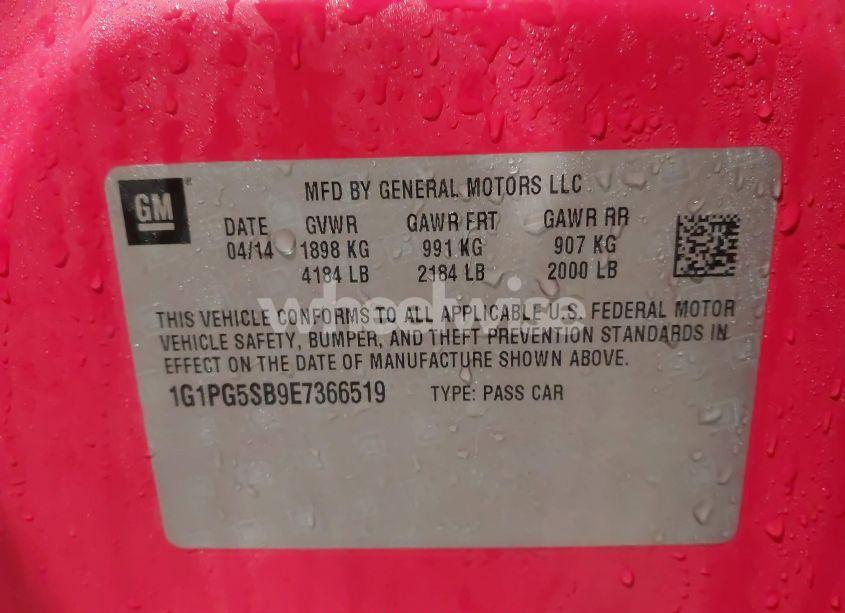 GM
MFD BY GENERAL MOTORS LLC
DATE GVWR GAWR FRT GAWR RR
04/14 1898 KG 991 KG 907 KG
4184 LB 2184 LB 2000 LB
wheelwise
THIS VEHICLE CONFORMS TO ALL APPLICABLE U.S. FEDERAL MOTOR
VEHICLE SAFETY, BUMPER, AND THEFT PREVENTION STANDARDS IN
EFFECT ON THE DATE OF MANUFACTURE SHOWN ABOVE.
1G1PG5SB9E7366519 TYPE: PASS CAR